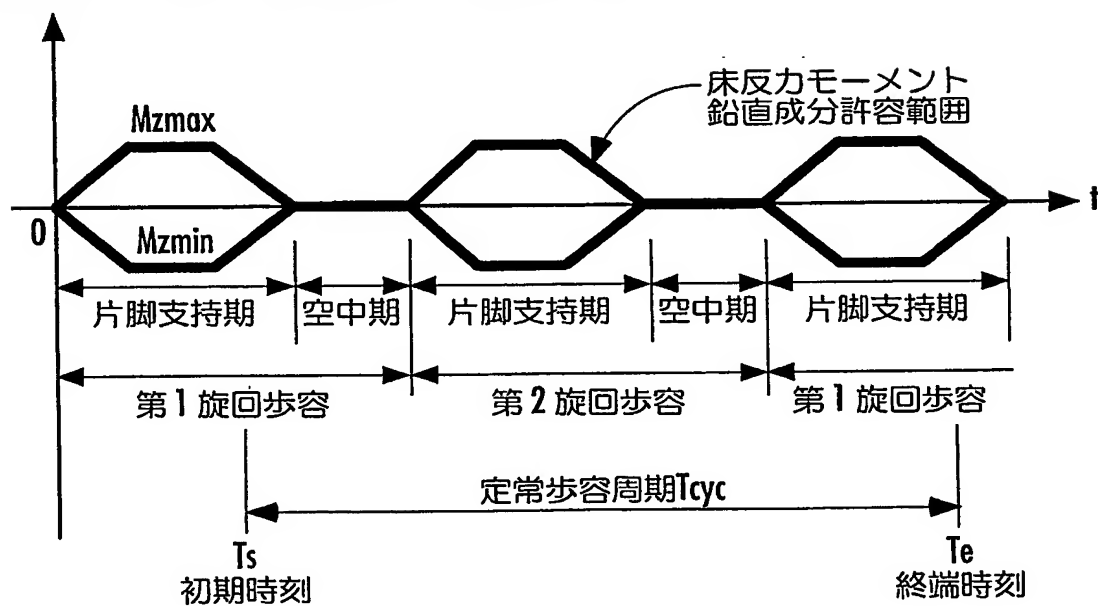 床反力モーメント
鉛直成分許容範囲
Mzmax
t
0
Mzmin
片脚支持期 空中期 片脚支持期 空中期 片脚支持期
第1旋回歩容 第2旋回歩容 第1旋回歩容
定常歩容周期Tcyc
Ts Te
初期時刻 終端時刻